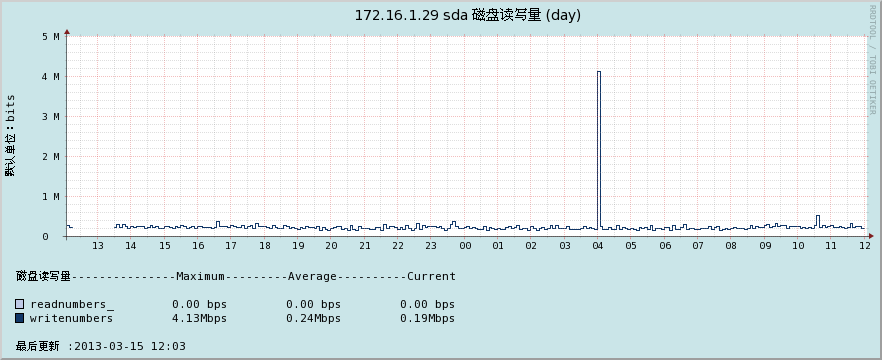 172.16.1.29 sda 磁盘读写量 (day)
RRDTOOL / TOBI OETIKER
默认单位：bits
5 M
4 M
3 M
2 M
1 M
0
13 14 15 16 17 18 19 20 21 22 23 00 01 02 03 04 05 06 07 08 09 10 11 12
磁盘读写量---------------Maximum---------Average----------Current
readnumbers_ 0.00 bps 0.00 bps 0.00 bps
writenumbers 4.13Mbps 0.24Mbps 0.19Mbps
最后更新 :2013-03-15 12:03